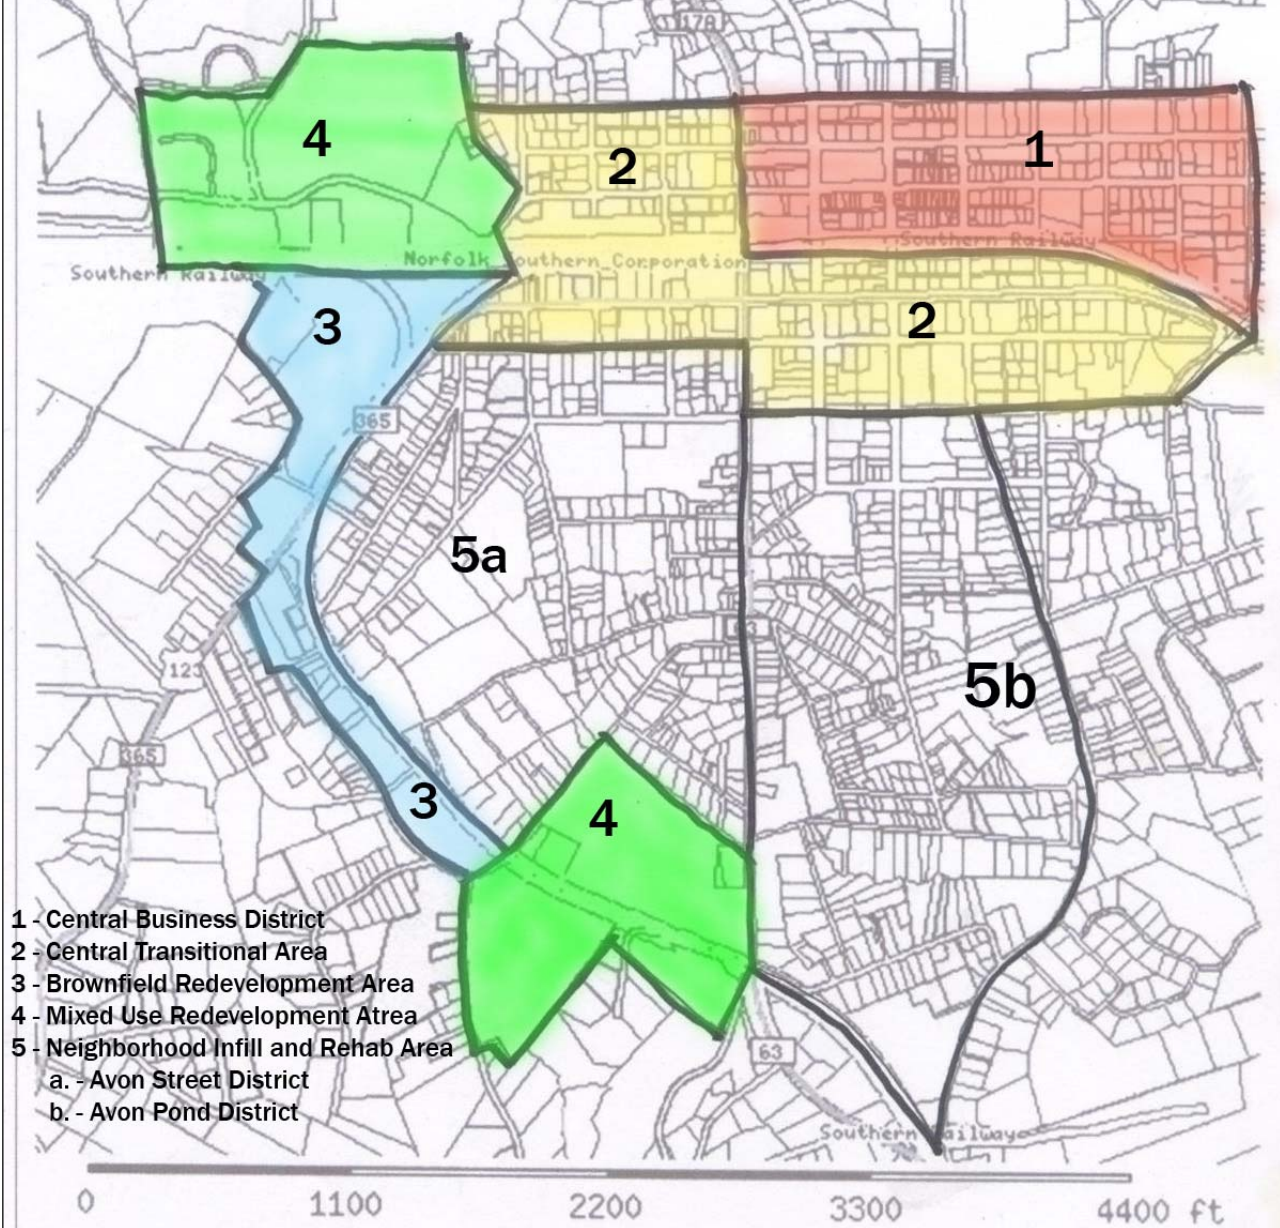 178
4
2
1
Southern Railway
Norfolk Southern Corporation
Southern Railway
3
2
365
5a
123
5b
365
3
4
1 - Central Business District
2 - Central Transitional Area
3 - Brownfield Redevelopment Area
4 - Mixed Use Redevelopment Atrea
5 - Neighborhood Infill and Rehab Area
a. - Avon Street District
b. - Avon Pond District
63
Southern Railway
0 1100 2200 3300 4400 ft